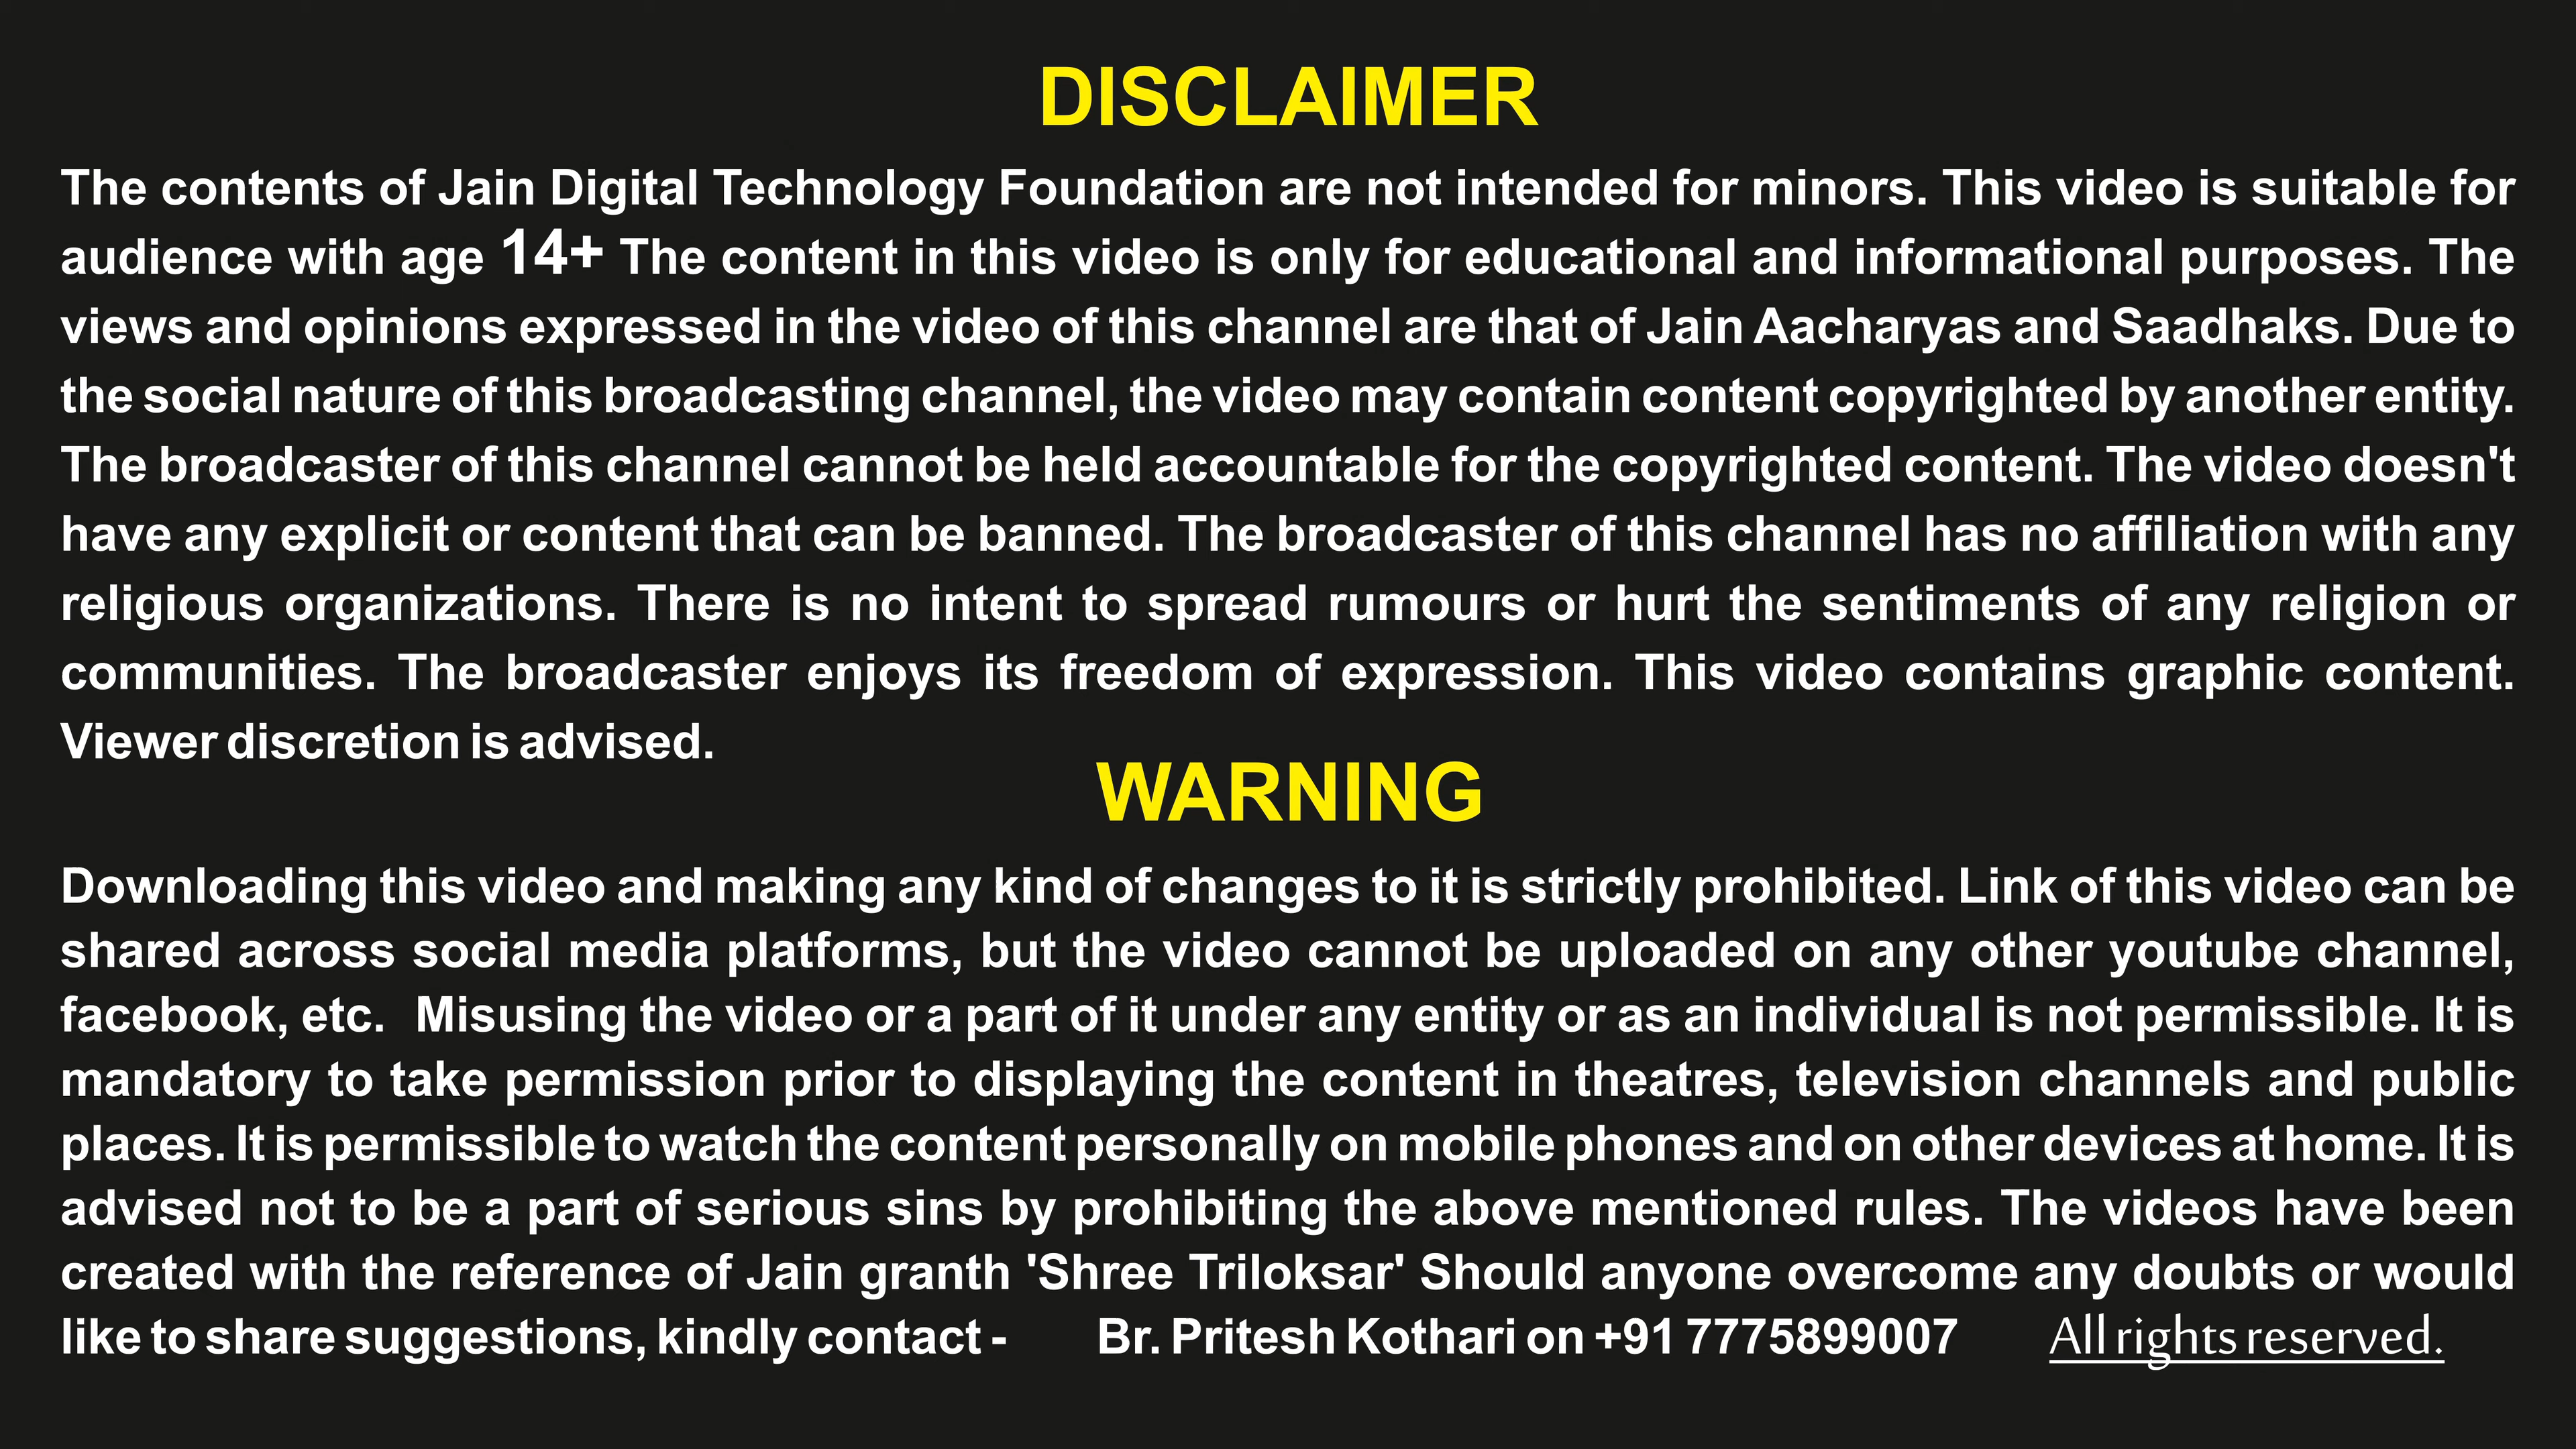 DISCLAIMER
The contents of Jain Digital Technology Foundation are not intended for minors. This video is suitable for
audience with age 14+ The content in this video is only for educational and informational purposes. The
views and opinions expressed in the video of this channel are that of Jain Aacharyas and Saadhaks. Due to
the social nature of this broadcasting channel, the video may contain content copyrighted by another entity.
The broadcaster of this channel cannot be held accountable for the copyrighted content. The video doesn't
have any explicit or content that can be banned. The broadcaster of this channel has no affiliation with any
religious organizations. There is no intent to spread rumours or hurt the sentiments of any religion or
communities. The broadcaster enjoys its freedom of expression. This video contains graphic content.
Viewer discretion is advised.
WARNING
Downloading this video and making any kind of changes to it is strictly prohibited. Link of this video can be
shared across social media platforms, but the video cannot be uploaded on any other youtube channel,
facebook, etc.  Misusing the video or a part of it under any entity or as an individual is not permissible. It is
mandatory to take permission prior to displaying the content in theatres, television channels and public
places. It is permissible to watch the content personally on mobile phones and on other devices at home. It is
advised not to be a part of serious sins by prohibiting the above mentioned rules. The videos have been
created with the reference of Jain granth 'Shree Triloksar' Should anyone overcome any doubts or would
like to share suggestions, kindly contact - Br. Pritesh Kothari on +91 7775899007 All rights reserved.